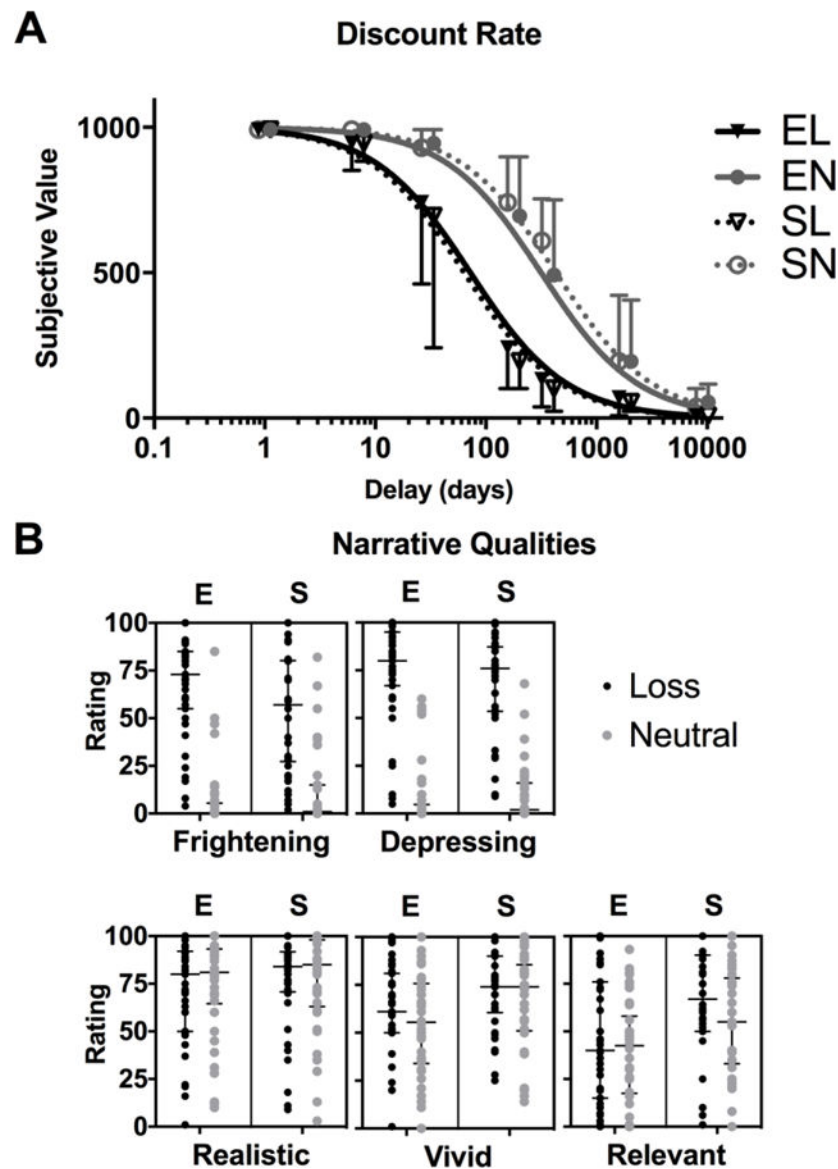 A
Discount Rate
Subjective Value
1000
500
0
0.1 1 10 100 1000 10000
Delay (days)
EL
EN
SL
SN
B
Narrative Qualities
E S E S
Rating
100
75
50
25
0
Frightening Depressing
Loss
Neutral
E S E S E S
Rating
100
75
50
25
0
Realistic Vivid Relevant